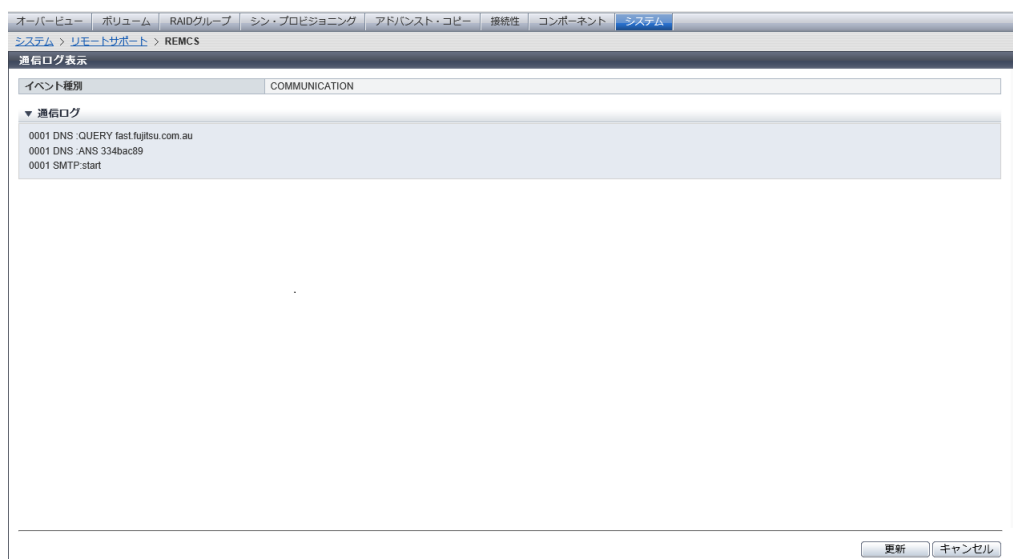 オーバービュー ボリューム RAIDグループ シン・プロビジョニング アドバンスト・コピー 接続性 コンポーネント システム
システム > リモートサポート > REMCS
通信ログ表示
イベント種別 COMMUNICATION
▼ 通信ログ
0001 DNS :QUERY fast.fujitsu.com.au
0001 DNS :ANS 334bac89
0001 SMTP:start
更新 キャンセル